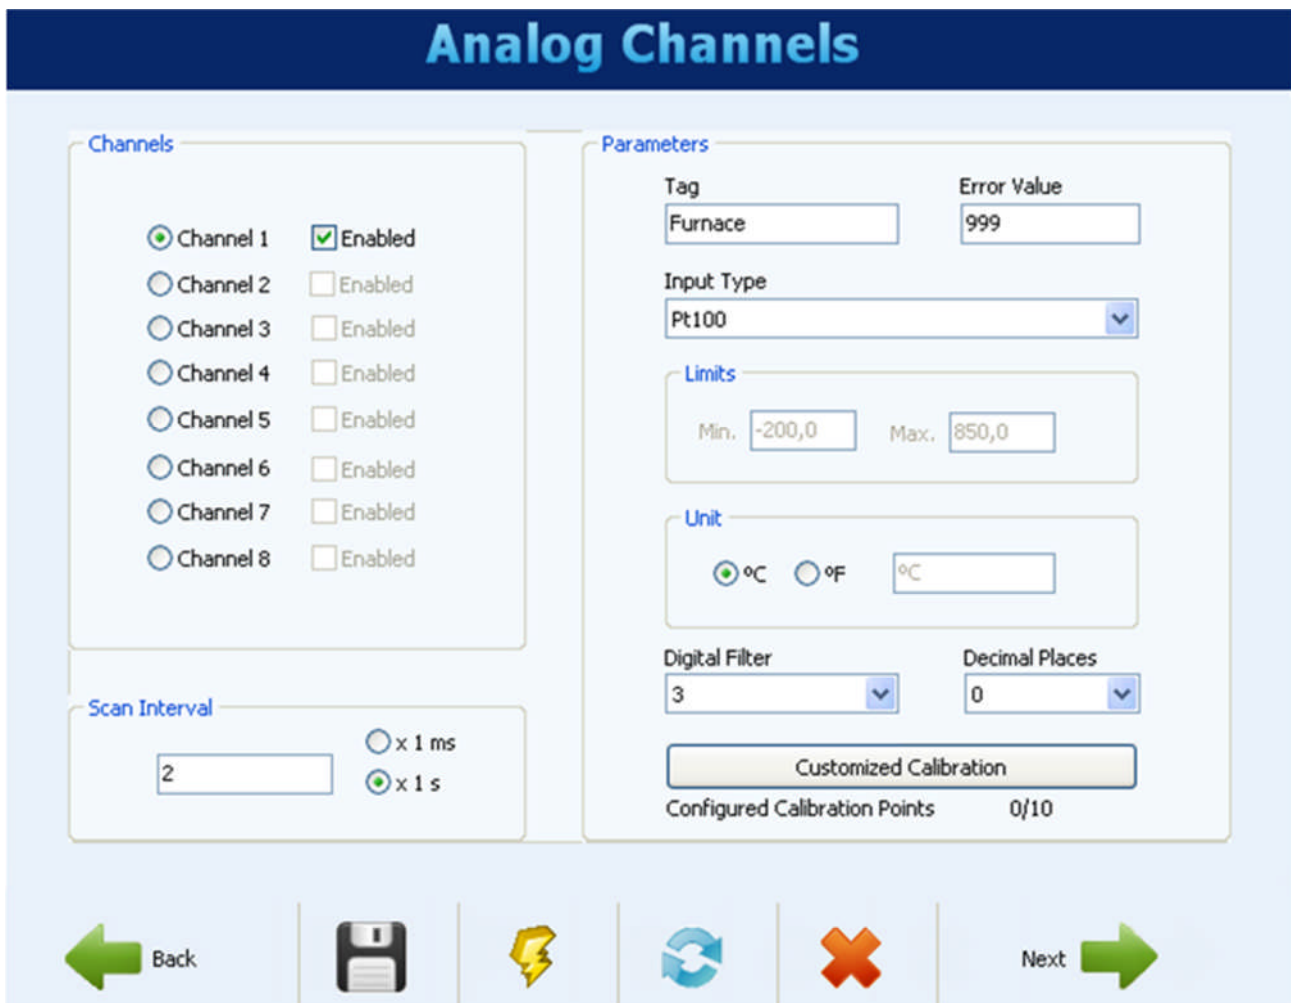 Analog Channels
Channels
Channel 1 Enabled
Channel 2 Enabled
Channel 3 Enabled
Channel 4 Enabled
Channel 5 Enabled
Channel 6 Enabled
Channel 7 Enabled
Channel 8 Enabled
Scan Interval
2
x 1 ms
x 1 s
Parameters
Tag Error Value
Furnace 999
Input Type
Pt100
Limits
Min. -200,0 Max. 850,0
Unit
ºC ºF ºC
Digital Filter Decimal Places
3 0
Customized Calibration
Configured Calibration Points 0/10
Back Next